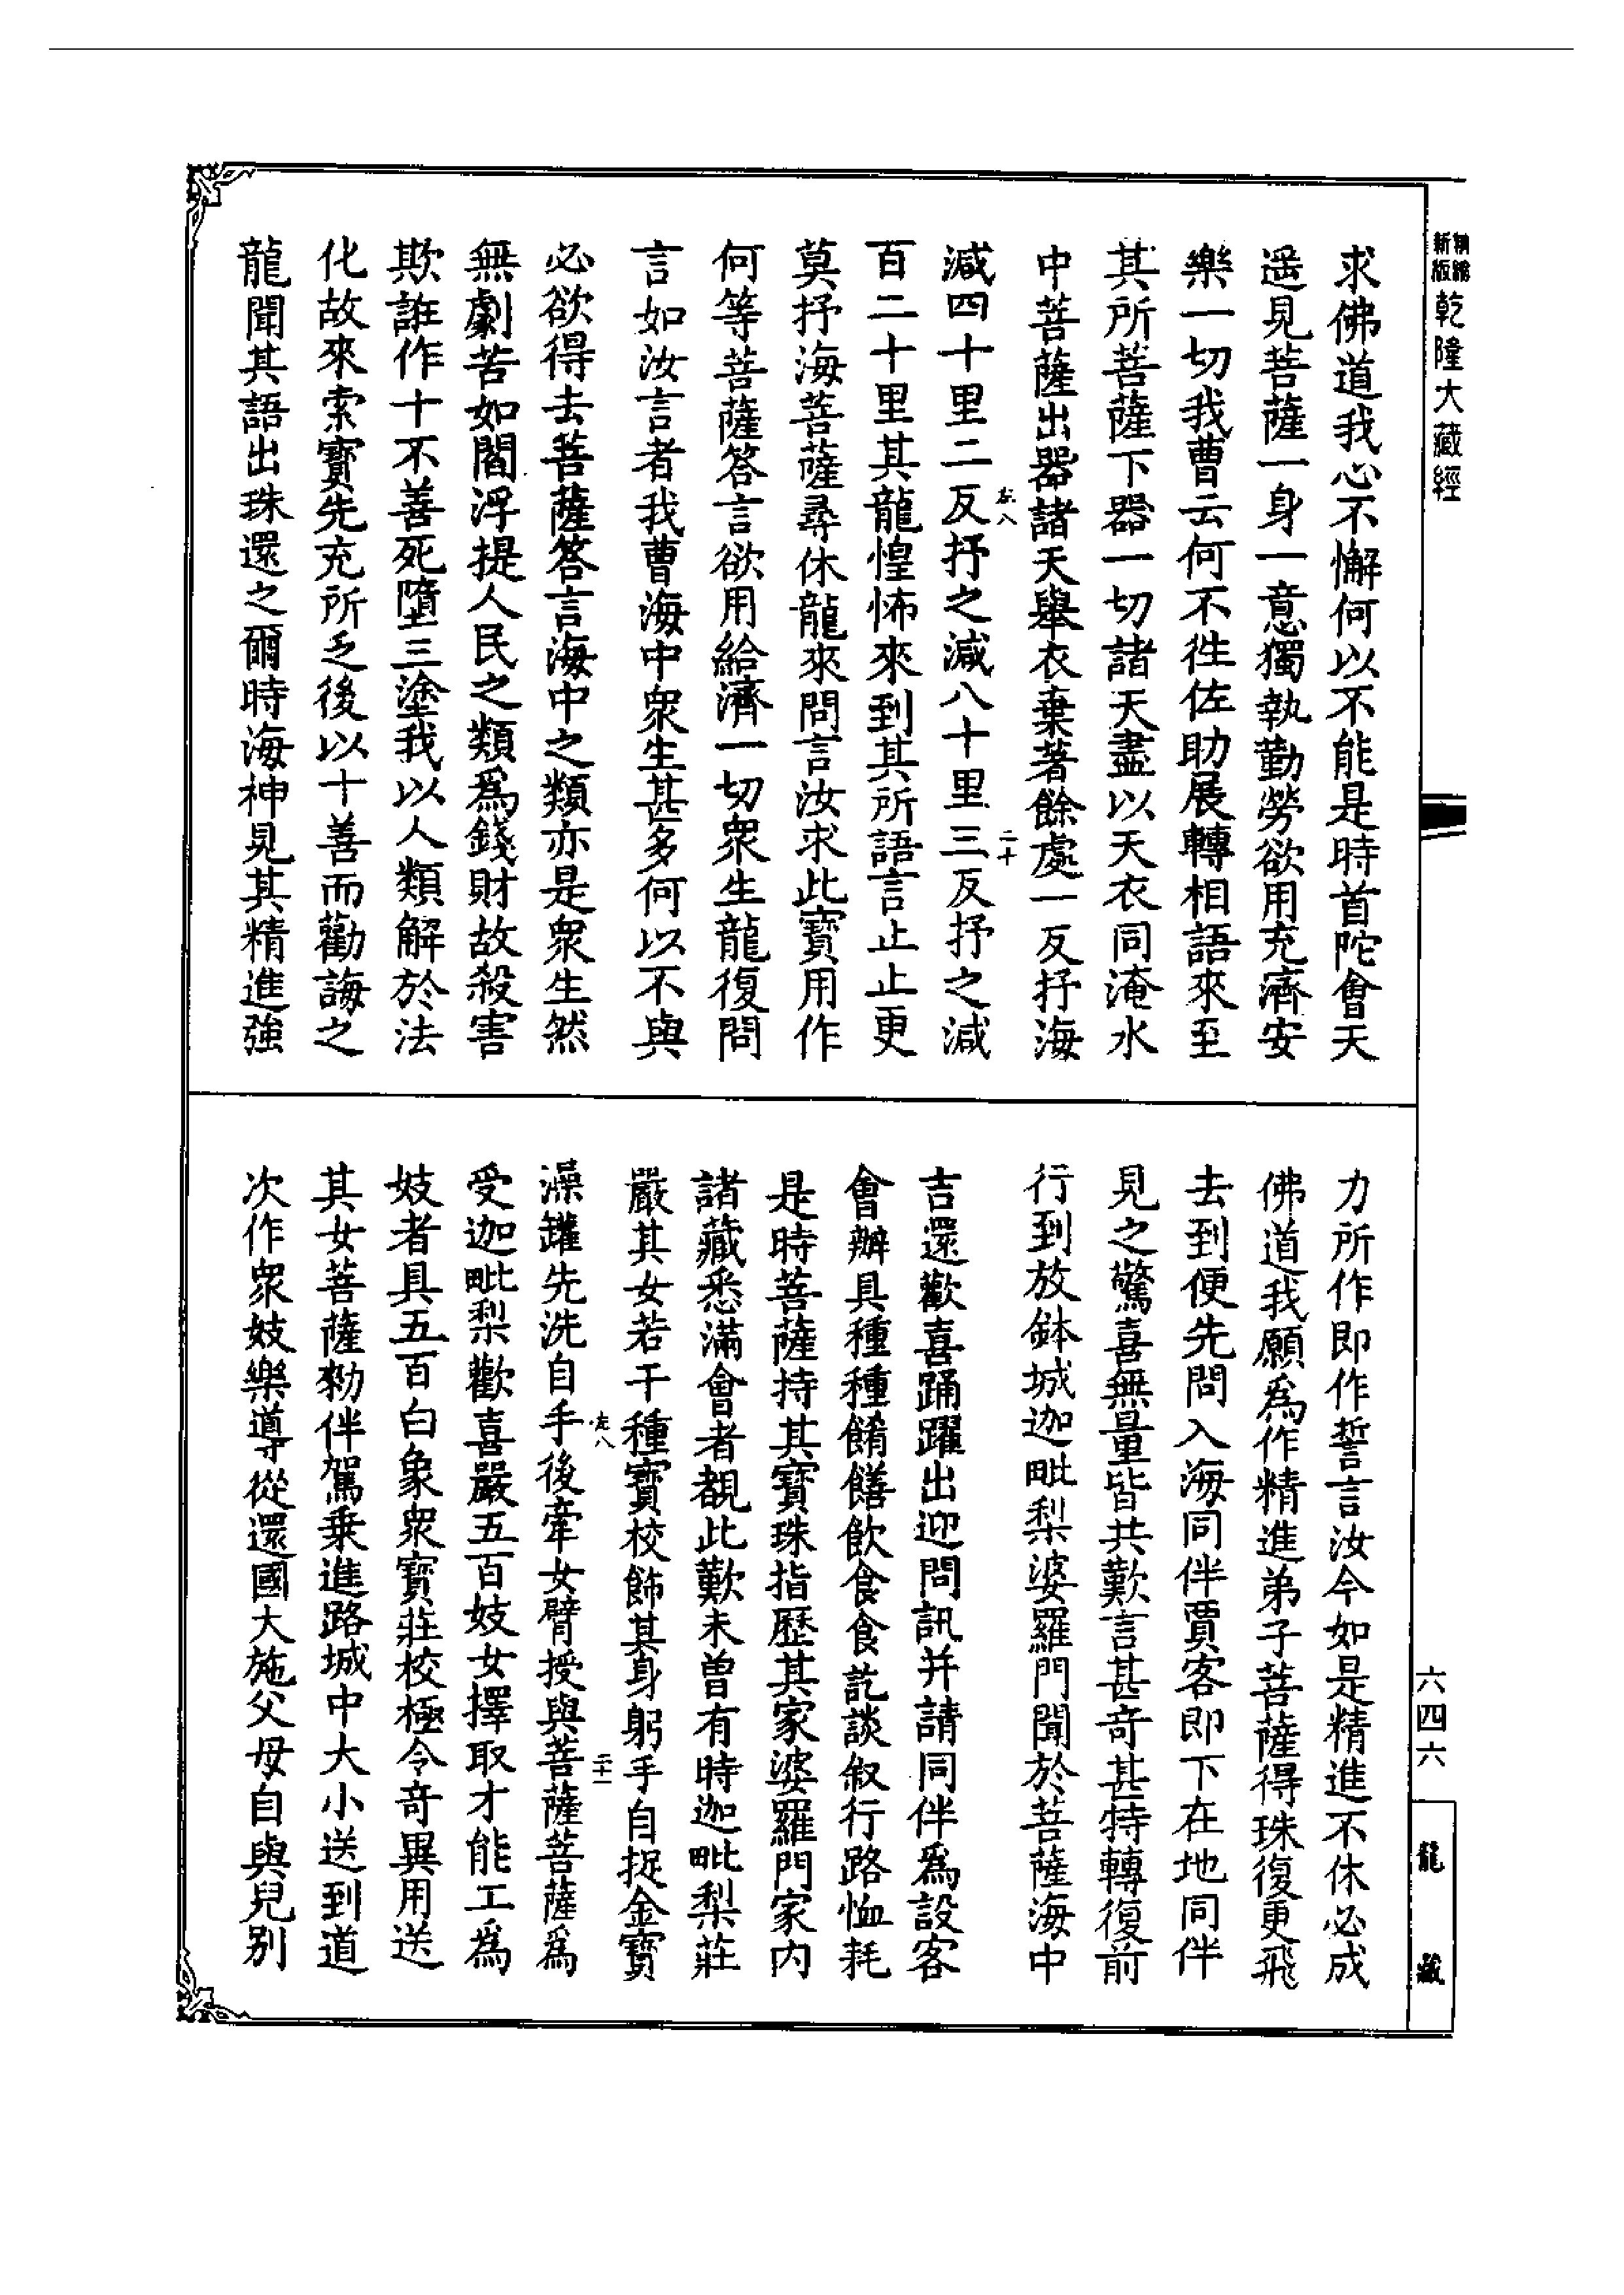 精縮
新版
乾隆大藏經
求佛道我心不懈何以不能是時首陀會天
遥見菩薩一身一意獨執勤勞欲用充濟安
樂一切我曹云何不徃佐助展轉相語來至
其所菩薩下器一切諸天盡以天衣同淹水
中菩薩出器諸天舉衣棄著餘處一反抒海
減四十里二反抒之減八十里三反抒之減
百二十里其龍惶怖來到其所語言止止更
莫抒海菩薩尋休龍來問言汝求此寶用作
何等菩薩答言欲用給濟一切衆生龍復問
言如汝言者我曹海中衆生甚多何以不與
必欲得去菩薩答言海中之類亦是衆生然
無劇苦如閻浮提人民之類爲錢財故殺害
欺誑作十不善死墮三塗我以人類解於法
化故來索寶先充所乏後以十善而勸誨之
龍聞其語出珠還之爾時海神見其精進強
力所作即作誓言汝今如是精進不休必成
佛道我願爲作精進弟子菩薩得珠復更飛
去到便先問入海同伴賈客即下在地同伴
見之驚喜無量皆共歎言甚奇甚特轉復前
行到放鉢城迦毗梨婆羅門聞於菩薩海中
吉還歡喜踊躍出迎問訊并請同伴爲設客
會辦具種種餚饍飲食食訖談叙行路恤耗
是時菩薩持其寶珠指歷其家婆羅門家内
諸藏悉滿會者覩此歎未曾有時迦毗梨莊
嚴其女若干種寶校飾其身躬手自捉金寶
澡罐先洗自手後牽女臂授與菩薩菩薩爲
受迦毗梨歡喜嚴五百妓女擇取才能工爲
妓者具五百白象衆寶莊校極令奇異用送
其女菩薩勑伴駕乗進路城中大小送到道
次作衆妓樂導從還國大施父母自與兒别
六四六
龍藏